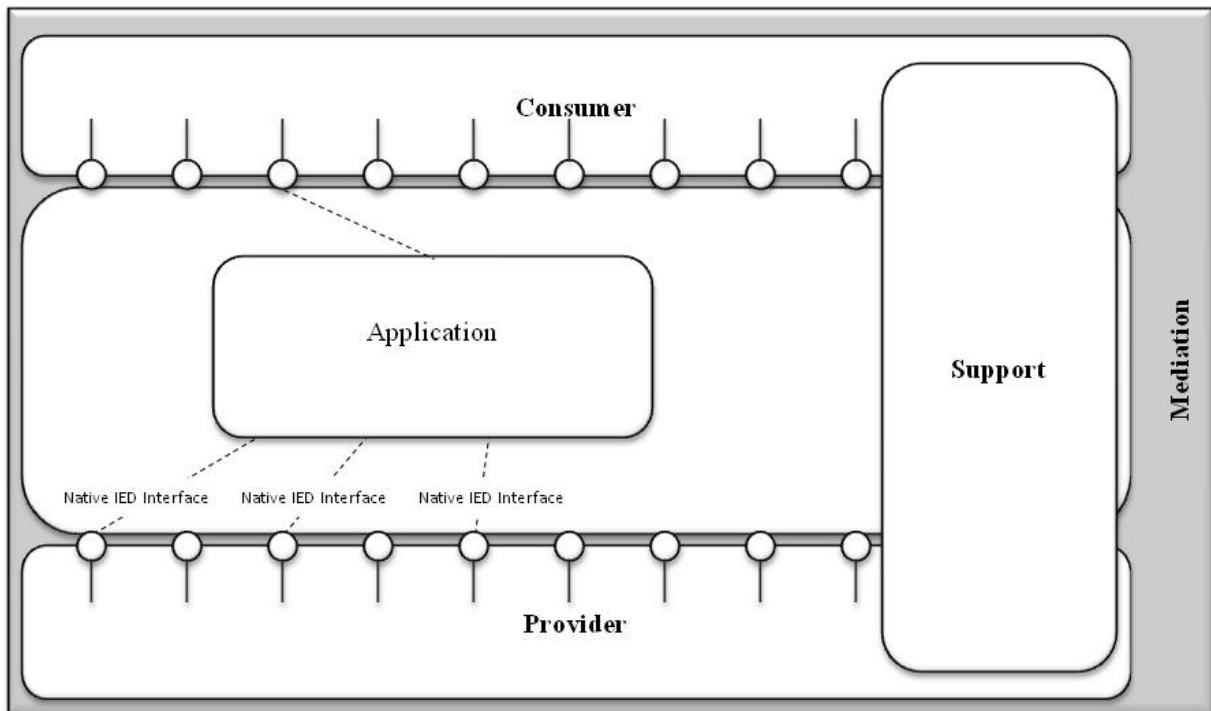 Consumer
Application
Support
Mediation
Native IED Interface
Native IED Interface
Native IED Interface
Provider